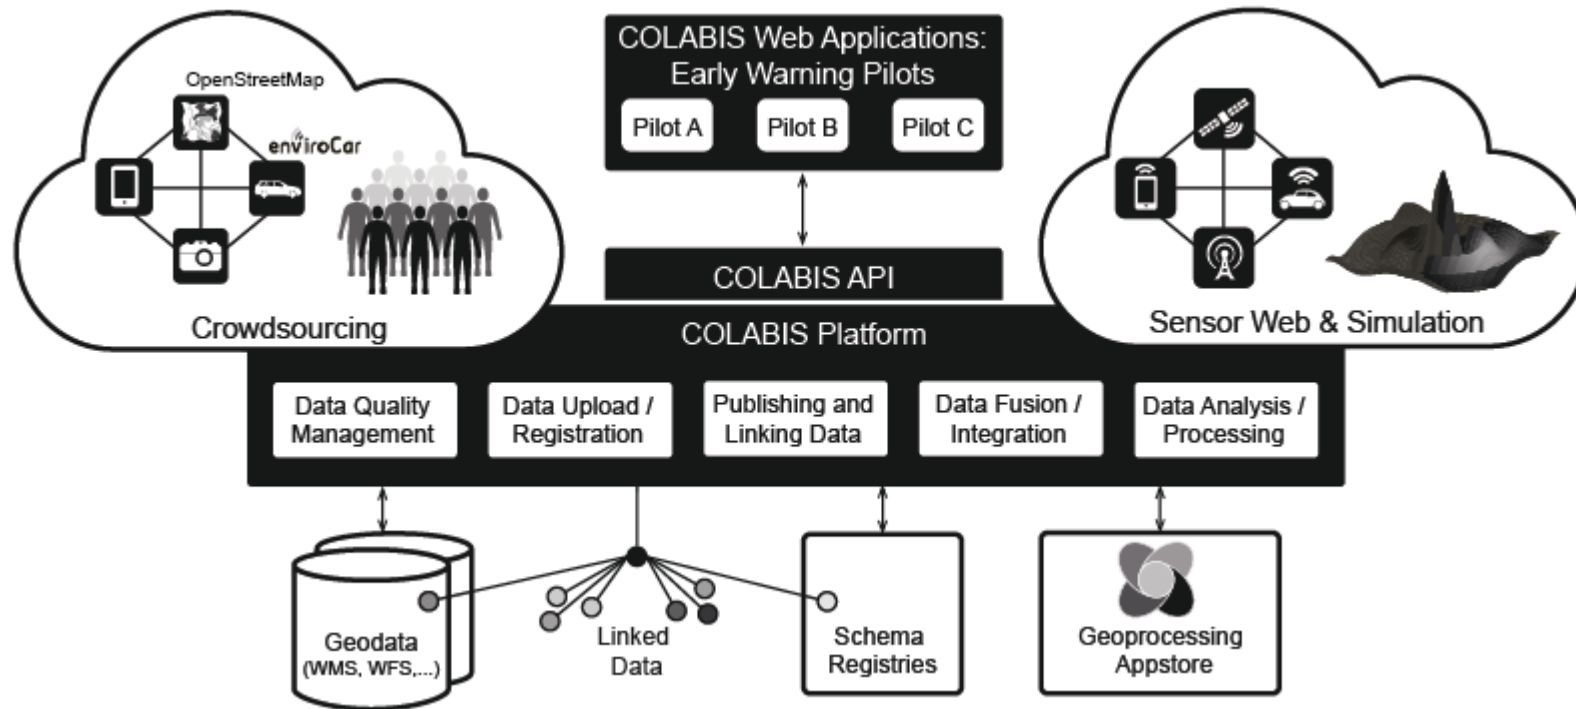 OpenStreetMap
enviroCar
Crowdsourcing
COLABIS Web Applications:
Early Warning Pilots
Pilot A
Pilot B
Pilot C
COLABIS API
COLABIS Platform
Sensor Web & Simulation
Data Quality
Management
Data Upload /
Registration
Publishing and
Linking Data
Data Fusion /
Integration
Data Analysis /
Processing
Geodata
(WMS, WFS,...)
Linked
Data
Schema
Registries
Geoprocessing
Appstore